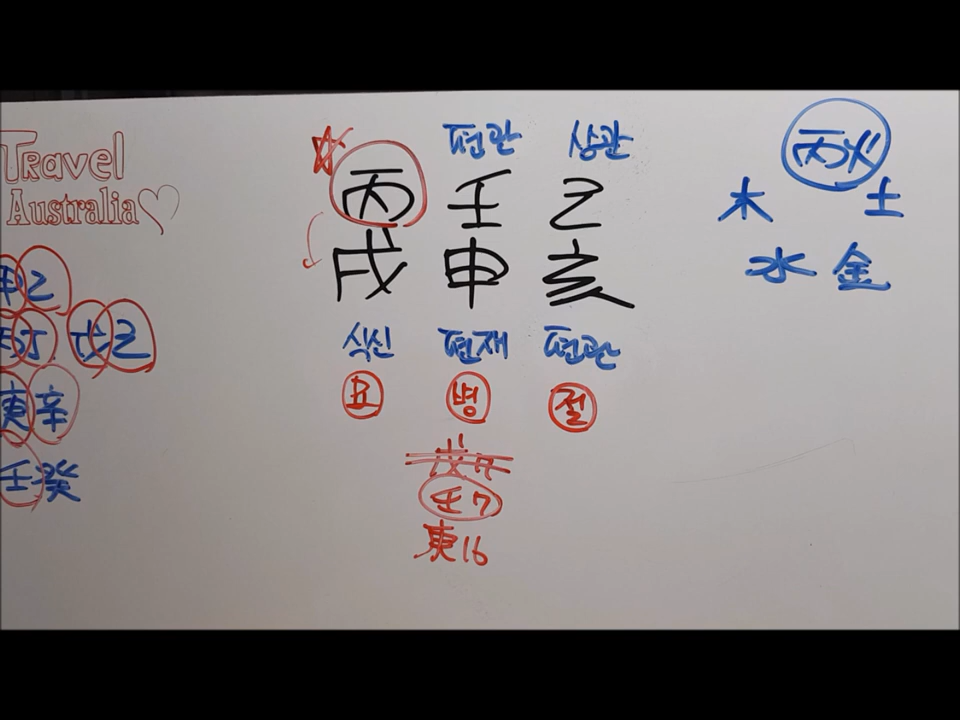 Travel
Australia
편관 상관
丙 壬 乙
戌 申 亥
식신 편재 편관
묘 병 절
壬7
庚16
丙火
木 土
水 金
甲乙
丙丁 戊己
庚辛
壬癸